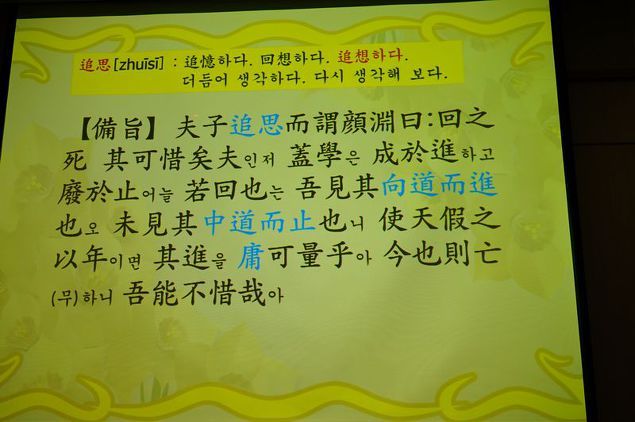 追思[zhuīsī] : 追憶하다. 回想하다. 追想하다.
더듬어 생각하다. 다시 생각해 보다.
【備旨】 夫子追思而謂顔淵曰:回之
死 其可惜矣夫인저 蓋學은 成於進하고
廢於止어늘 若回也는 吾見其向道而進
也오 未見其中道而止也니 使天假之
以年이면 其進을 庸可量乎아 今也則亡
(무)하니 吾能不惜哉아